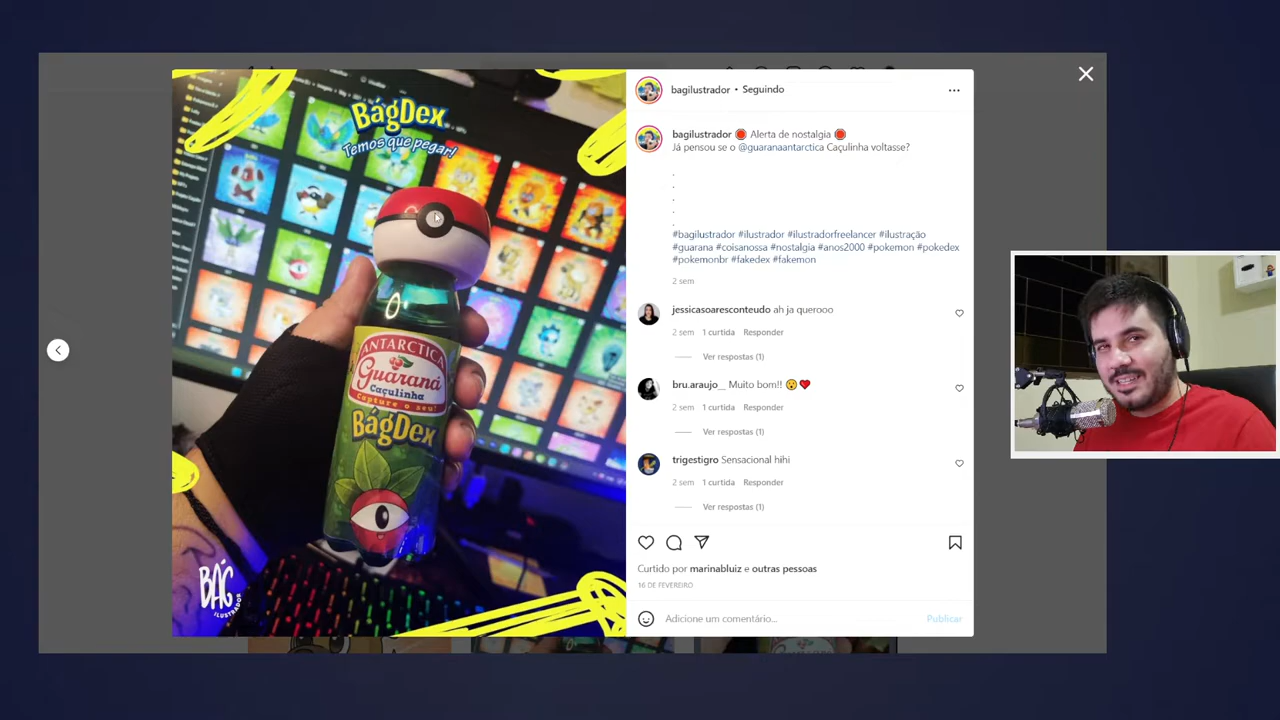 BágDex
Temos que pegar!
ANTARCTICA
Guaraná
Caçulinha
Capture o seu!
BágDex
BÁG
ILUSTRADOR
bagilustrador • Seguindo
bagilustrador 🔴 Alerta de nostalgia 🔴
Já pensou se o @guaranaantarctica Caçulinha voltasse?
.
.
.
.
.
#bagilustrador #ilustrador #ilustradorfreelancer #ilustração
#guarana #coisanossa #nostalgia #anos2000 #pokemon #pokedex
#pokemonbr #fakedex #fakemon
2 sem
jessicasoaresconteudo ah ja querooo
2 sem 1 curtida Responder
Ver respostas (1)
bru.araujo__ Muito bom!! 😮❤️
2 sem 1 curtida Responder
Ver respostas (1)
trigestigro Sensacional hihi
2 sem 1 curtida Responder
Ver respostas (1)
Curtido por marinabluiz e outras pessoas
16 DE FEVEREIRO
Adicione um comentário...
Publicar